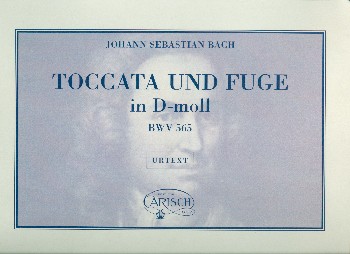 JOHANN SEBASTIAN BACH
TOCCATA UND FUGE
in D-moll
BWV 565
URTEXT
CARISCH